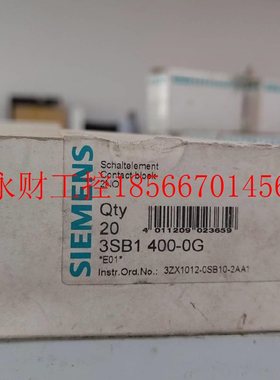 SIEMENS
Schaltelement
Contact block
2NO
Qty
20
4 011209 023659
3SB1 400-0G
"E01"
Instr.Ord.No.: 3ZX1012-0SB10-2AA1
永财工控18566701456